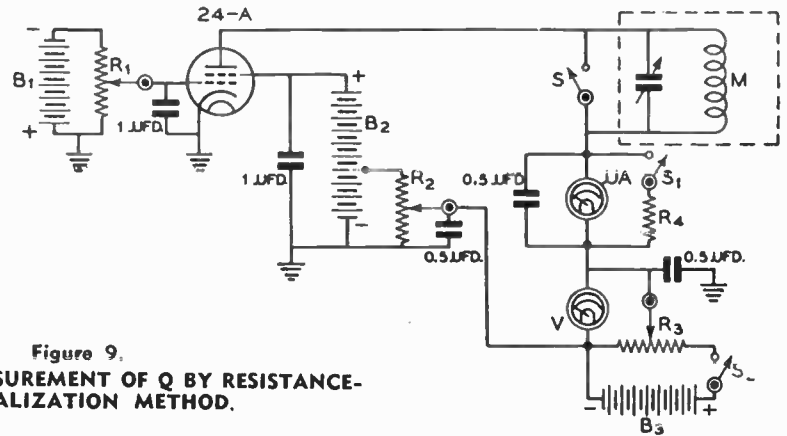 24-A
B1
R1
1 UFD.
1 UFD.
B2
R2
0.5 UFD.
0.5 UFD.
S
M
UA
S1
R4
0.5 UFD.
V
R3
B3
Figure 9.
SUREMENT OF Q BY RESISTANCE-
ALIZATION METHOD.